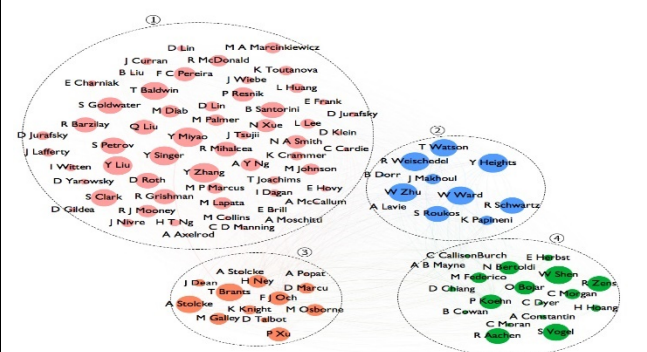 ①
D Lin
M A Marcinkiewicz
J Curran
R McDonald
K Toutanova
B Liu
F C Pereira
E Charniak
J Wiebe
L Huang
T Baldwin
P Resnik
E Frank
S Goldwater
M Diab
D Lin
B Santorini
D Jurafsky
R Barzilay
Q Liu
M Palmer
N Xue
L Lee
D Klein
D Jurafsky
S Petrov
Y Miyao
J Tsujii
N A Smith
C Cardie
J Lafferty
R Mihalcea
K Crammer
I Witten
Y Liu
Y Singer
A Y Ng
M Johnson
D Yarowsky
D Roth
Y Zhang
T Joachims
M P Marcus
I Dagan
E Hovy
S Clark
R Grishman
M Lapata
A McCallum
D Gildea
R J Mooney
E Brill
J Nivre
H T Ng
M Collins
A Moschitti
C D Manning
A Axelrod
②
T Watson
R Weischedel
Y Heights
B Dorr
J Makhoul
W Zhu
W Ward
A Lavie
R Schwartz
S Roukos
K Papineni
③
A Stolcke
A Popat
J Dean
H Ney
D Marcu
T Brants
F J Och
A Stolcke
K Knight
M Osborne
M Galley
D Talbot
P Xu
④
C CallisonBurch
E Herbst
A B Mayne
N Bertoldi
M Federico
W Shen
R Zens
D Chiang
O Bojar
C Morgan
P Koehn
C Dyer
H Hoang
B Cowan
A Constantin
C Moran
R Aachen
S Vogel